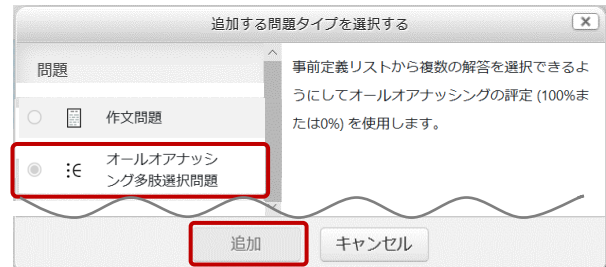 追加する問題タイプを選択する
問題
作文問題
オールオアナッシ
ング多肢選択問題
事前定義リストから複数の解答を選択できるよ
うにしてオールオアナッシングの評定 (100%ま
たは0%) を使用します。
追加
キャンセル